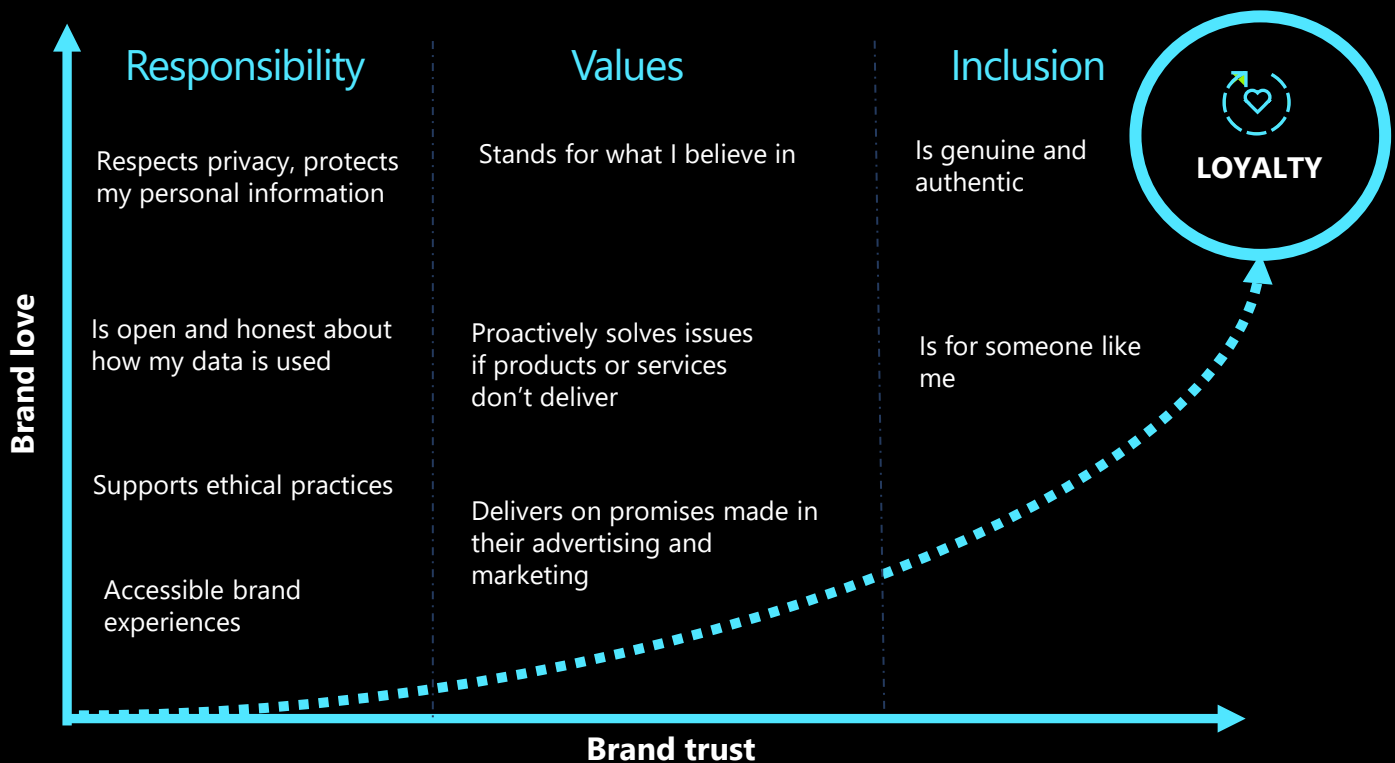 Responsibility
Respects privacy, protects
my personal information
Is open and honest about
how my data is used
Supports ethical practices
Accessible brand
experiences
Values
Stands for what I believe in
Proactively solves issues
if products or services
don’t deliver
Delivers on promises made in
their advertising and
marketing
Inclusion
Is genuine and
authentic
Is for someone like
me
LOYALTY
Brand love
Brand trust